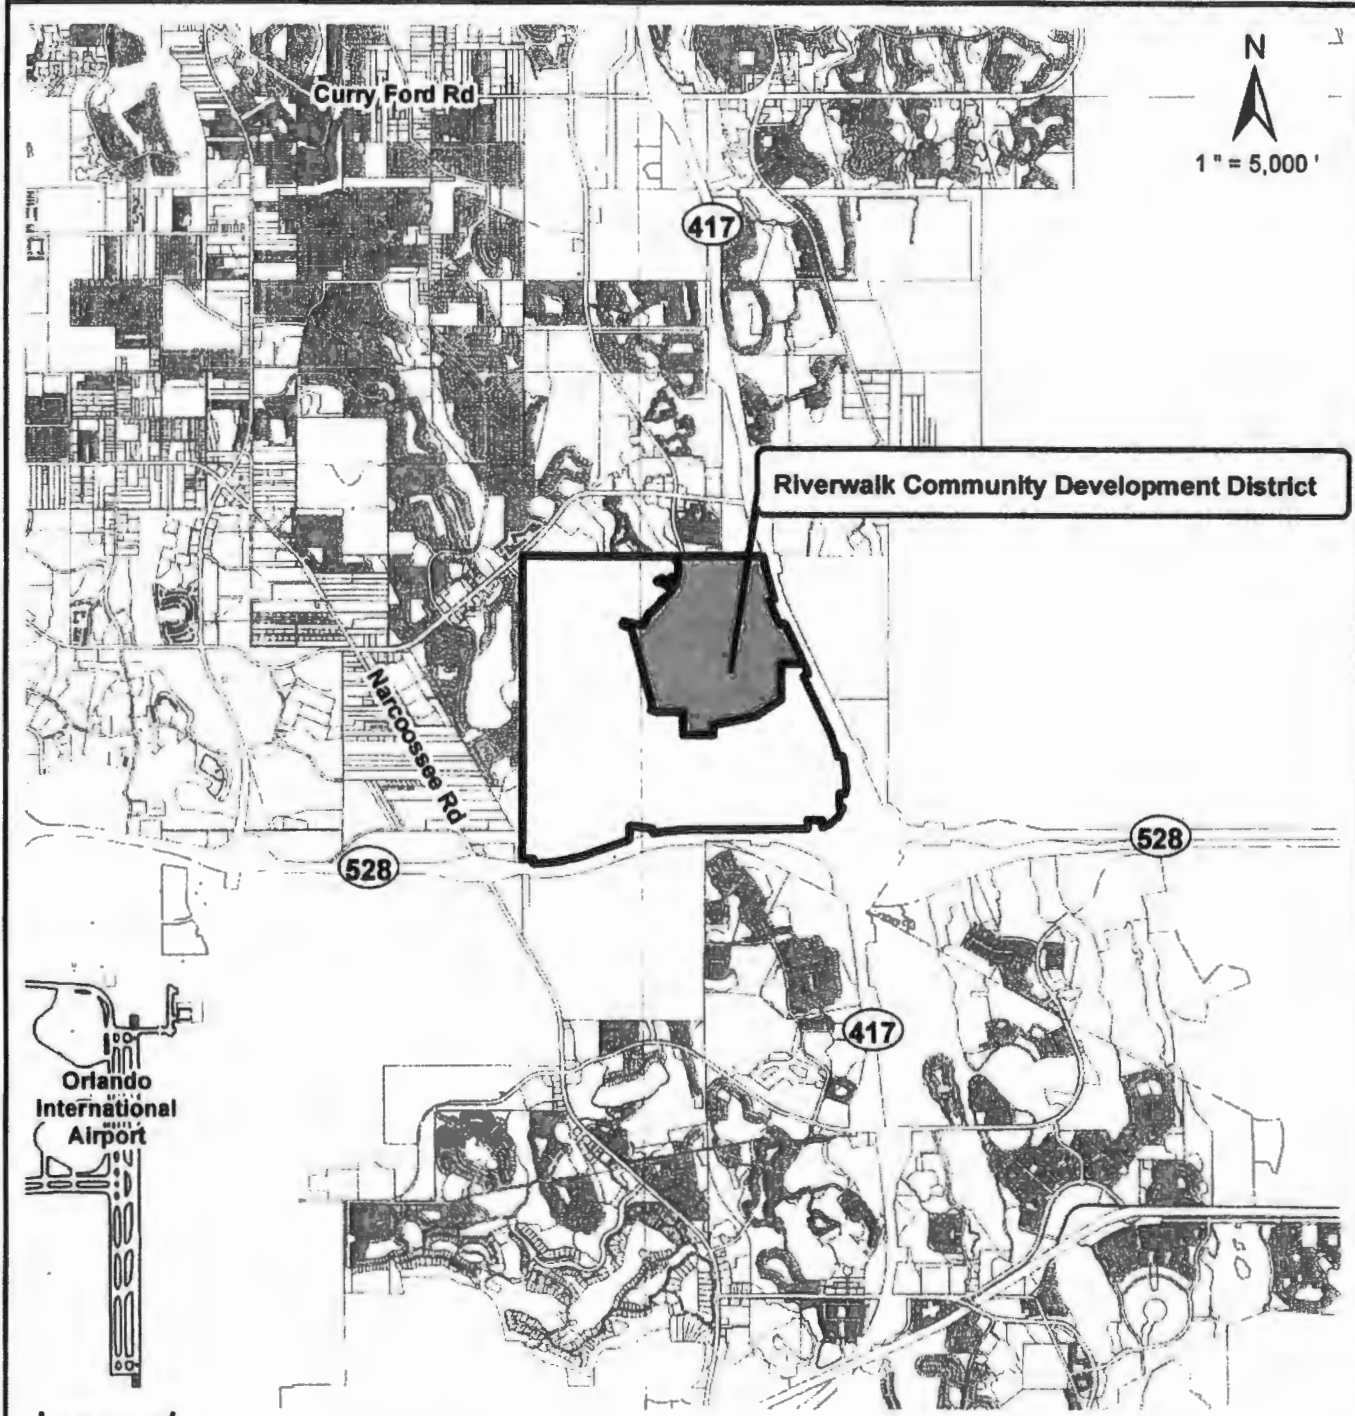 N
1 " = 5,000 '
Curry Ford Rd
417
Riverwalk Community Development District
Narcoossee Rd
528
528
417
Orlando
International
Airport